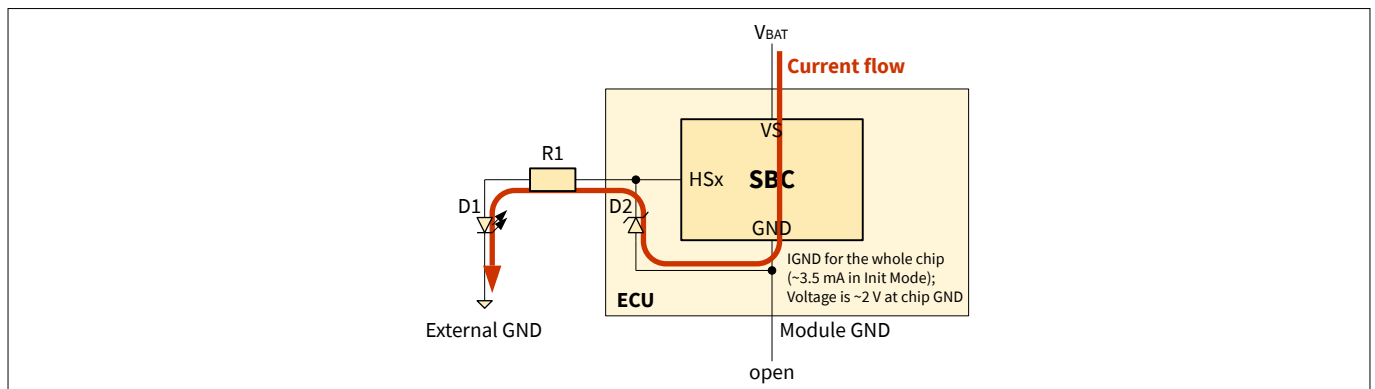 VBAT
Current flow
VS
R1
HSx
SBC
D1
D2
GND
IGND for the whole chip
(~3.5 mA in Init Mode);
Voltage is ~2 V at chip GND
ECU
External GND
Module GND
open